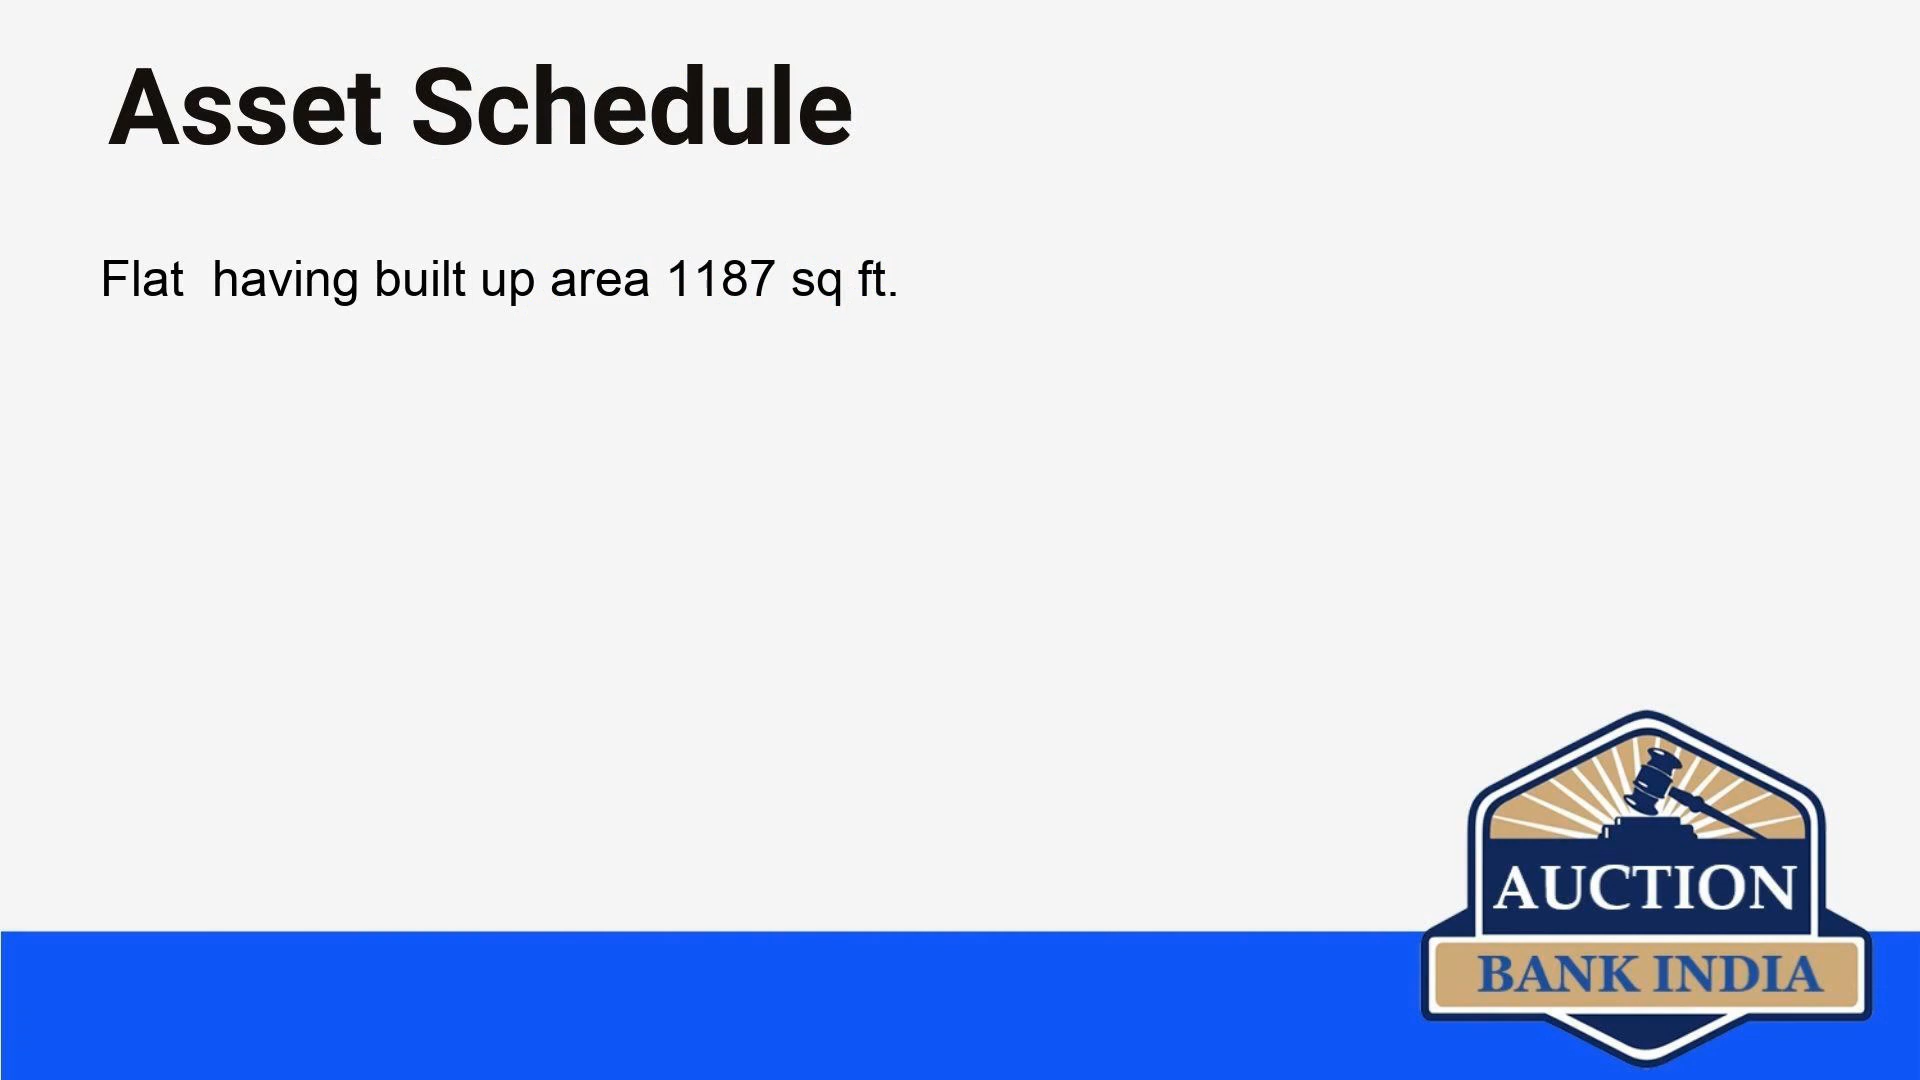 Asset Schedule
Flat  having built up area 1187 sq ft.
AUCTION
BANK INDIA